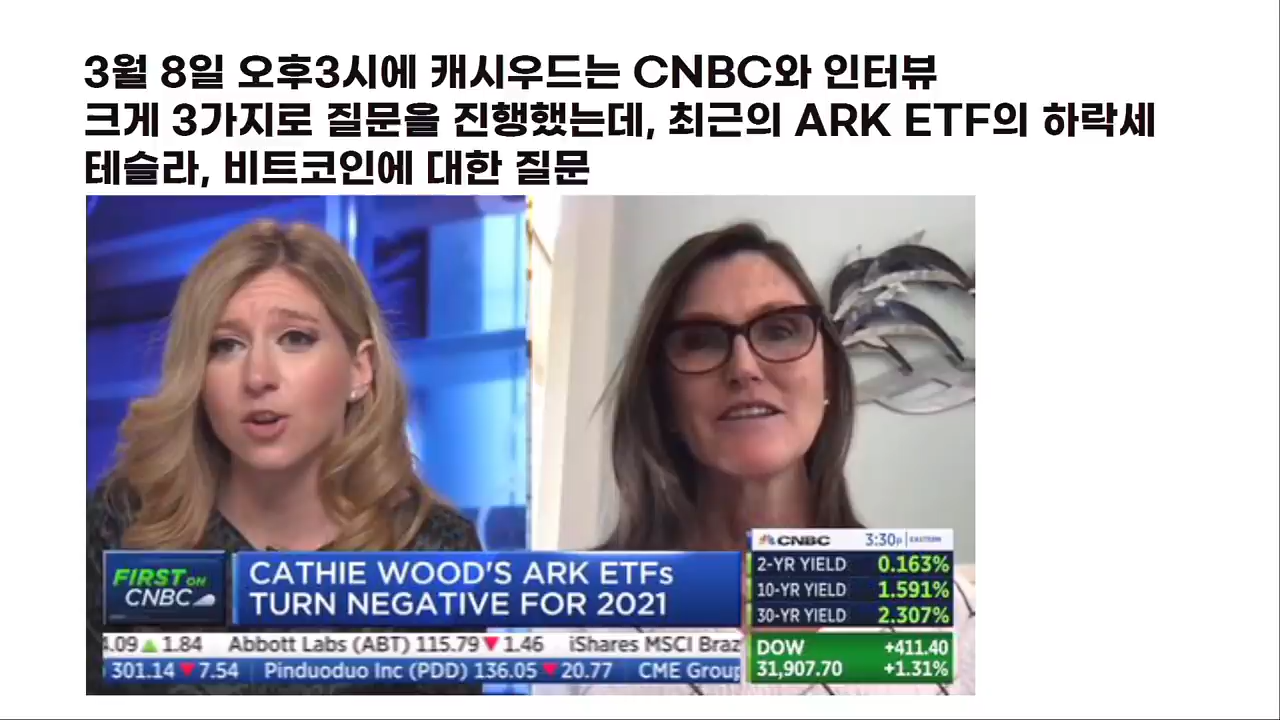 3월 8일 오후3시에 캐시우드는 CNBC와 인터뷰
크게 3가지로 질문을 진행했는데, 최근의 ARK ETF의 하락세
테슬라, 비트코인에 대한 질문
CNBC 3:30p EASTERN
2-YR YIELD 0.163%
10-YR YIELD 1.591%
30-YR YIELD 2.307%
FIRST ON CNBC
CATHIE WOOD'S ARK ETFs
TURN NEGATIVE FOR 2021
.09 ▲ 1.84 Abbott Labs (ABT) 115.79 ▼ 1.46 iShares MSCI Braz
301.14 ▼ 7.54 Pinduoduo Inc (PDD) 136.05 ▼ 20.77 CME Group
DOW +411.40
31,907.70 +1.31%